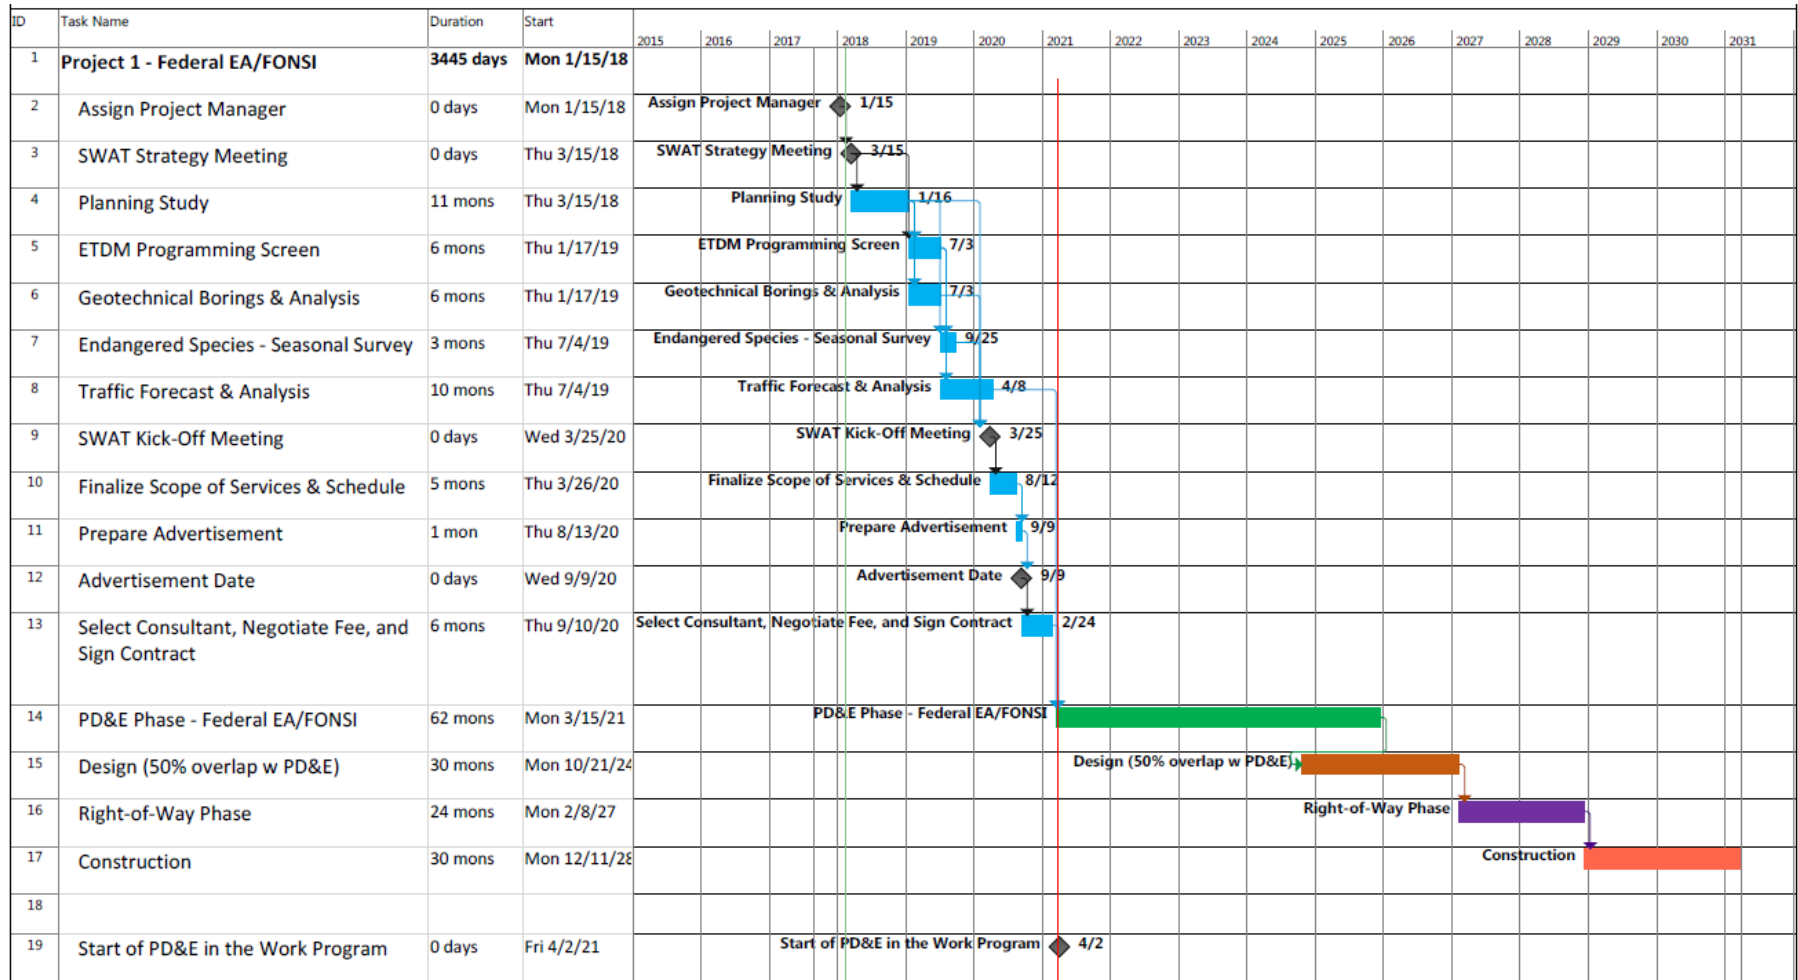 ID Task Name Duration Start
2015 2016 2017 2018 2019 2020 2021 2022 2023 2024 2025 2026 2027 2028 2029 2030 2031
1 Project 1 - Federal EA/FONSI 3445 days Mon 1/15/18
2 Assign Project Manager 0 days Mon 1/15/18 Assign Project Manager 1/15
3 SWAT Strategy Meeting 0 days Thu 3/15/18 SWAT Strategy Meeting 3/15
4 Planning Study 11 mons Thu 3/15/18 Planning Study 1/16
5 ETDM Programming Screen 6 mons Thu 1/17/19 ETDM Programming Screen 7/3
6 Geotechnical Borings & Analysis 6 mons Thu 1/17/19 Geotechnical Borings & Analysis 7/3
7 Endangered Species - Seasonal Survey 3 mons Thu 7/4/19 Endangered Species - Seasonal Survey 9/25
8 Traffic Forecast & Analysis 10 mons Thu 7/4/19 Traffic Forecast & Analysis 4/8
9 SWAT Kick-Off Meeting 0 days Wed 3/25/20 SWAT Kick-Off Meeting 3/25
10 Finalize Scope of Services & Schedule 5 mons Thu 3/26/20 Finalize Scope of Services & Schedule 8/12
11 Prepare Advertisement 1 mon Thu 8/13/20 Prepare Advertisement 9/9
12 Advertisement Date 0 days Wed 9/9/20 Advertisement Date 9/9
13 Select Consultant, Negotiate Fee, and 6 mons Thu 9/10/20 Select Consultant, Negotiate Fee, and Sign Contract 2/24
Sign Contract
14 PD&E Phase - Federal EA/FONSI 62 mons Mon 3/15/21 PD&E Phase - Federal EA/FONSI
15 Design (50% overlap w PD&E) 30 mons Mon 10/21/24 Design (50% overlap w PD&E)
16 Right-of-Way Phase 24 mons Mon 2/8/27 Right-of-Way Phase
17 Construction 30 mons Mon 12/11/28 Construction
18
19 Start of PD&E in the Work Program 0 days Fri 4/2/21 Start of PD&E in the Work Program 4/2